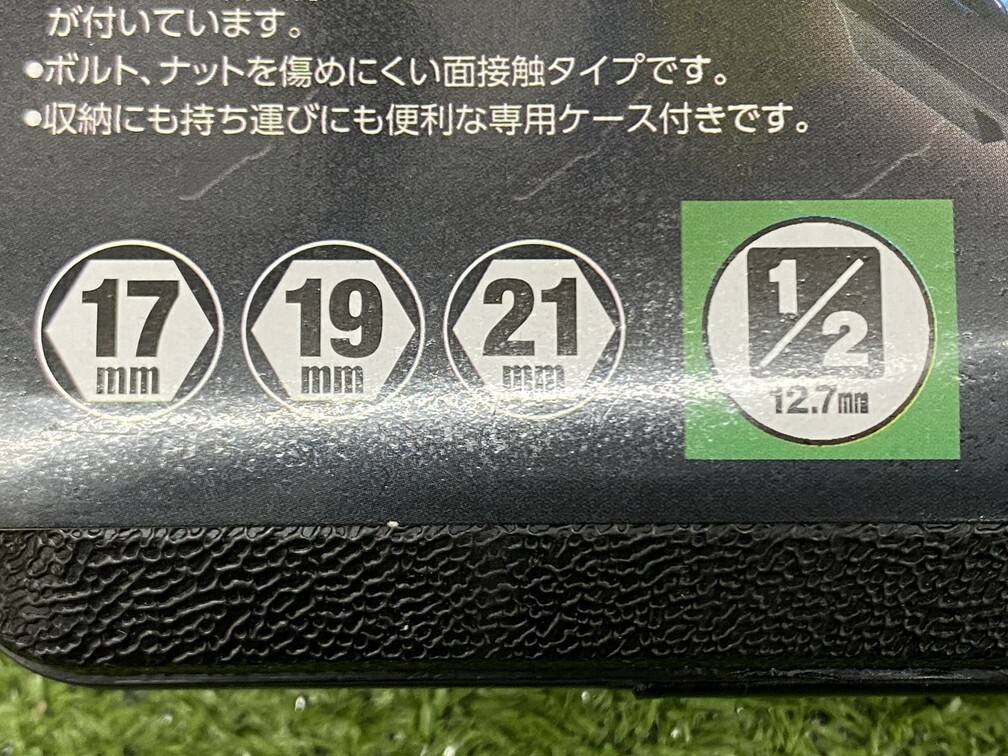 が付いています。
●ボルト、ナットを傷めにくい面接触タイプです。
●収納にも持ち運びにも便利な専用ケース付きです。
17
mm
19
mm
21
mm
1/2
12.7mm